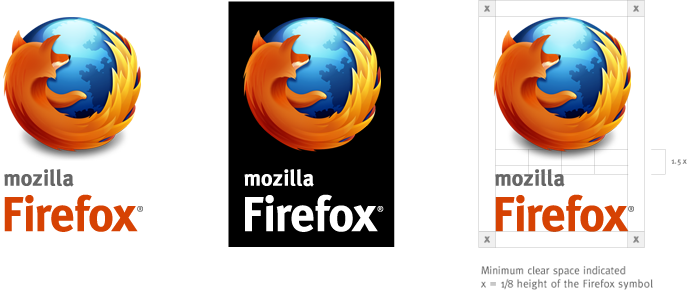 mozilla
Firefox®
mozilla
Firefox®
x x
1.5 x
mozilla
Firefox®
x x
Minimum clear space indicated
x = 1/8 height of the Firefox symbol